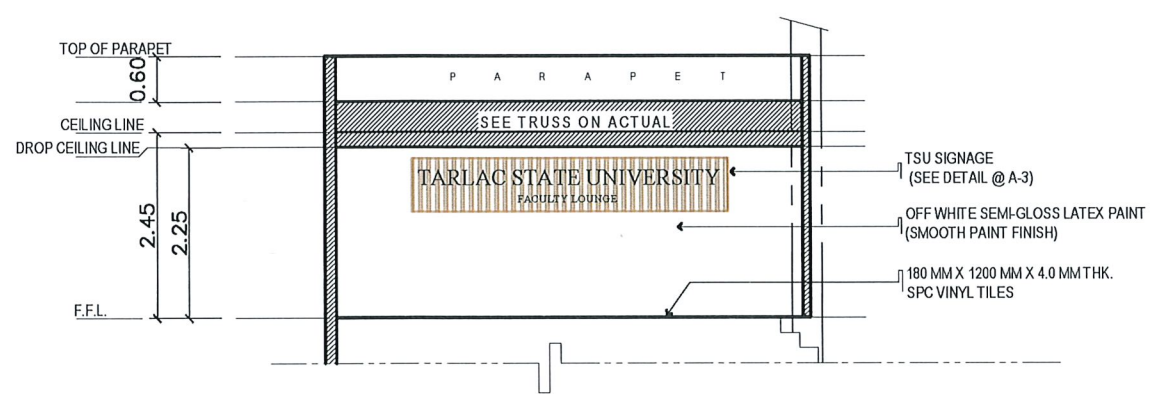 TOP OF PARAPET
0.60
P A R A P E T
CEILING LINE
SEE TRUSS ON ACTUAL
DROP CEILING LINE
TARLAC STATE UNIVERSITY
FACULTY LOUNGE
TSU SIGNAGE
(SEE DETAIL @ A-3)
2.45
2.25
OFF WHITE SEMI-GLOSS LATEX PAINT
(SMOOTH PAINT FINISH)
180 MM X 1200 MM X 4.0 MM THK.
SPC VINYL TILES
F.F.L.